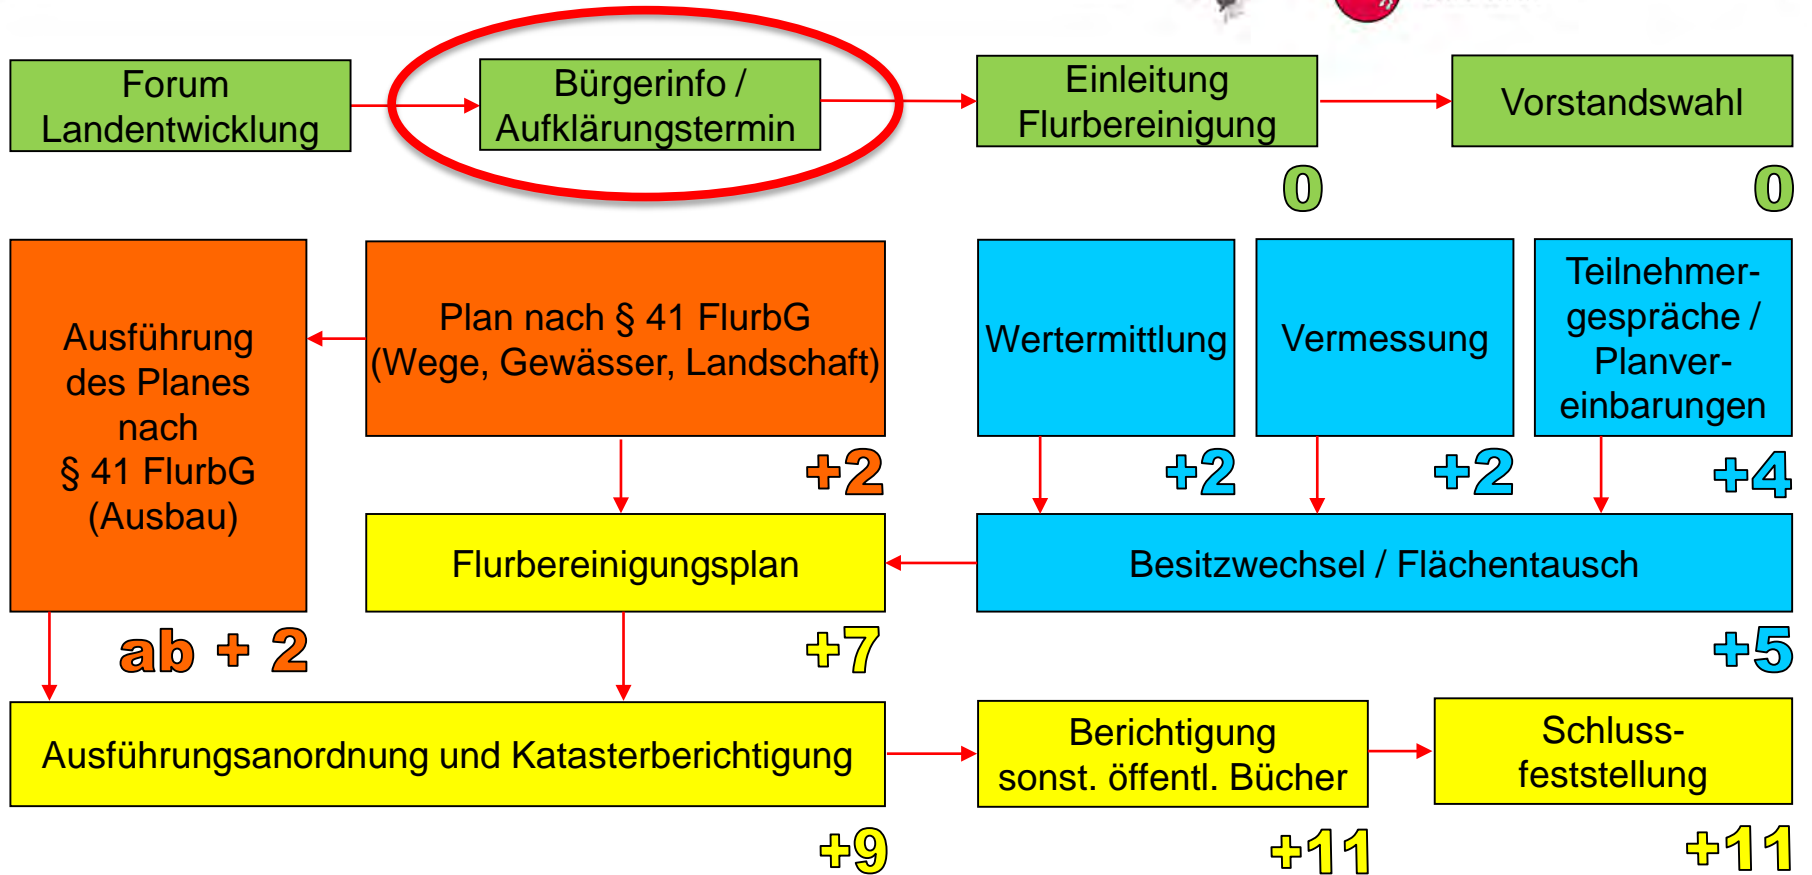 Forum
Landentwicklung
Bürgerinfo /
Aufklärungstermin
Einleitung
Flurbereinigung
0
Vorstandswahl
0
Ausführung
des Planes
nach
§ 41 FlurbG
(Ausbau)
ab + 2
Plan nach § 41 FlurbG
(Wege, Gewässer, Landschaft)
+2
Wertermittlung
+2
Vermessung
+2
Teilnehmer-
gespräche /
Planver-
einbarungen
+4
Flurbereinigungsplan
+7
Besitzwechsel / Flächentausch
+5
Ausführungsanordnung und Katasterberichtigung
+9
Berichtigung
sonst. öffentl. Bücher
+11
Schluss-
feststellung
+11